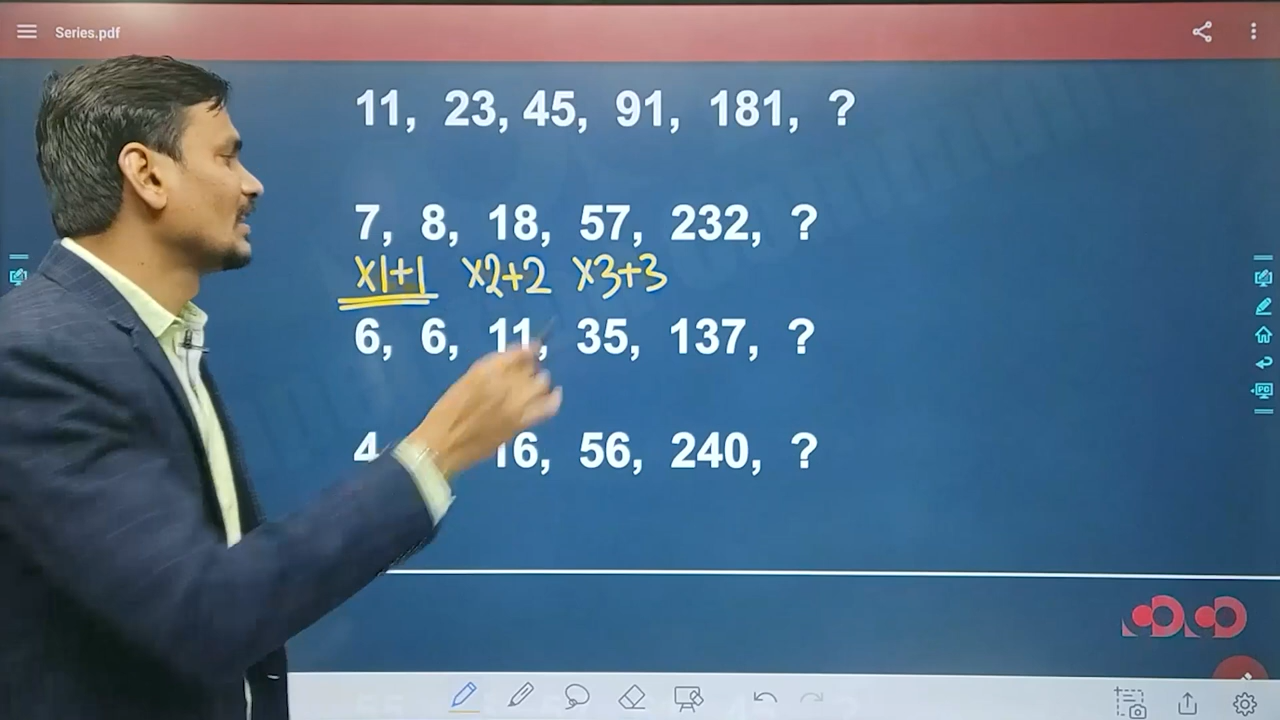 Series.pdf
11, 23, 45, 91, 181, ?
7, 8, 18, 57, 232, ?
x1+1 x2+2 x3+3
6, 6, 11, 35, 137, ?
4 16, 56, 240, ?